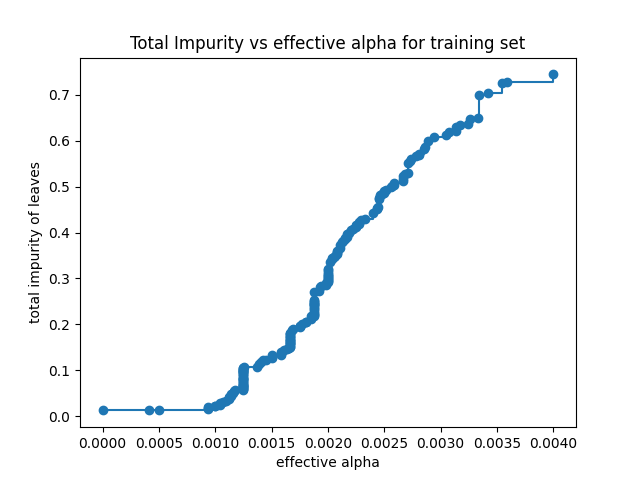 Total Impurity vs effective alpha for training set
total impurity of leaves
0.7
0.6
0.5
0.4
0.3
0.2
0.1
0.0
0.0000 0.0005 0.0010 0.0015 0.0020 0.0025 0.0030 0.0035 0.0040
effective alpha